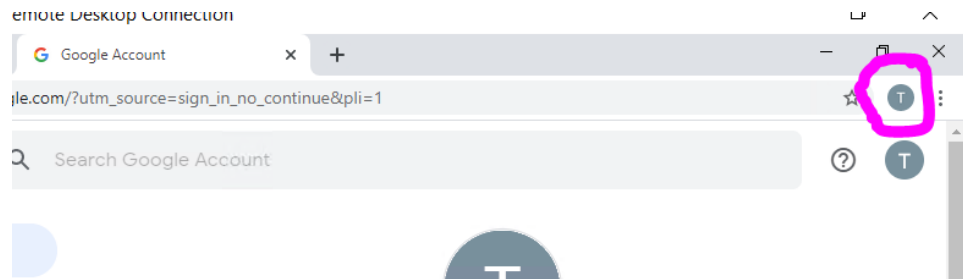 emote Desktop Connection
Google Account
gle.com/?utm_source=sign_in_no_continue&pli=1
T
Search Google Account
T
T